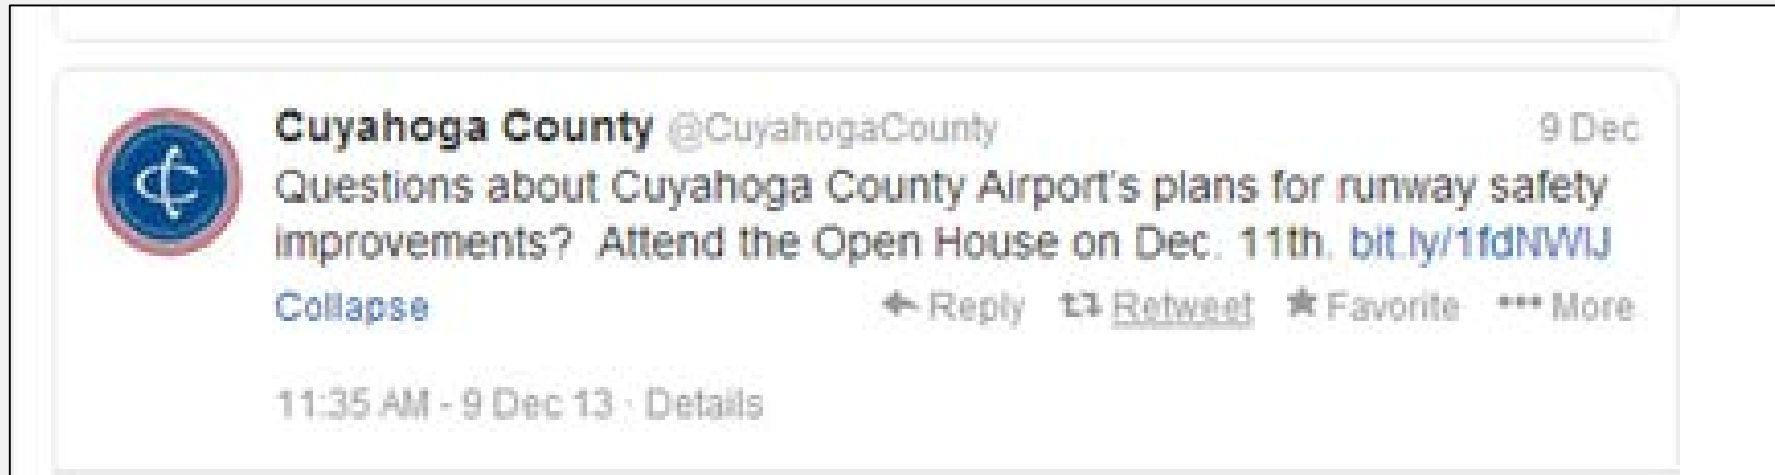 Cuyahoga County @CuyahogaCounty 9 Dec
Questions about Cuyahoga County Airport's plans for runway safety
improvements? Attend the Open House on Dec. 11th. bit.ly/1fdNWIJ
Collapse Reply Retweet Favorite More
11:35 AM - 9 Dec 13 · Details